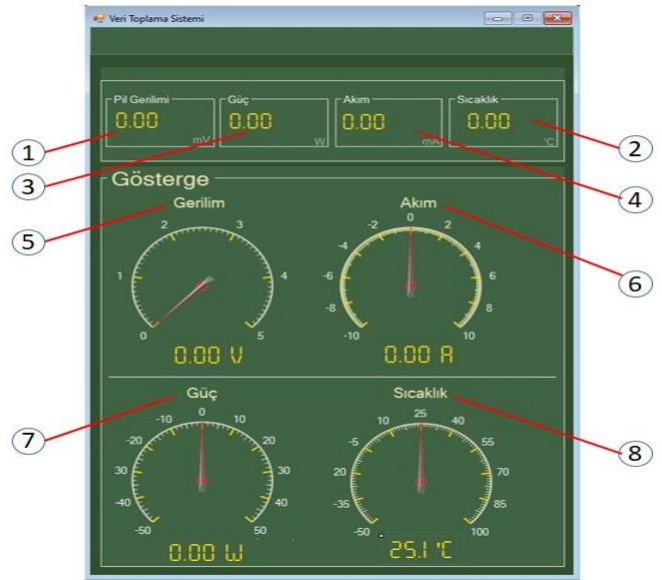 Veri Toplama Sistemi
Pil Gerilimi Güç Akım Sıcaklık
0.00 0.00 0.00 0.00
mV W mA °C
1 2
3 4
Gösterge
Gerilim Akım
5 6
0 1 2 3 4 5
-10 -8 -6 -4 -2 0 2 4 6 8 10
0.00 V 0.00 A
Güç Sıcaklık
7 8
-50 -40 30 -20 -10 0 10 20 30 40 50
-50 -35 20 -5 10 25 40 55 70 85 100
0.00 W 25.1 °C